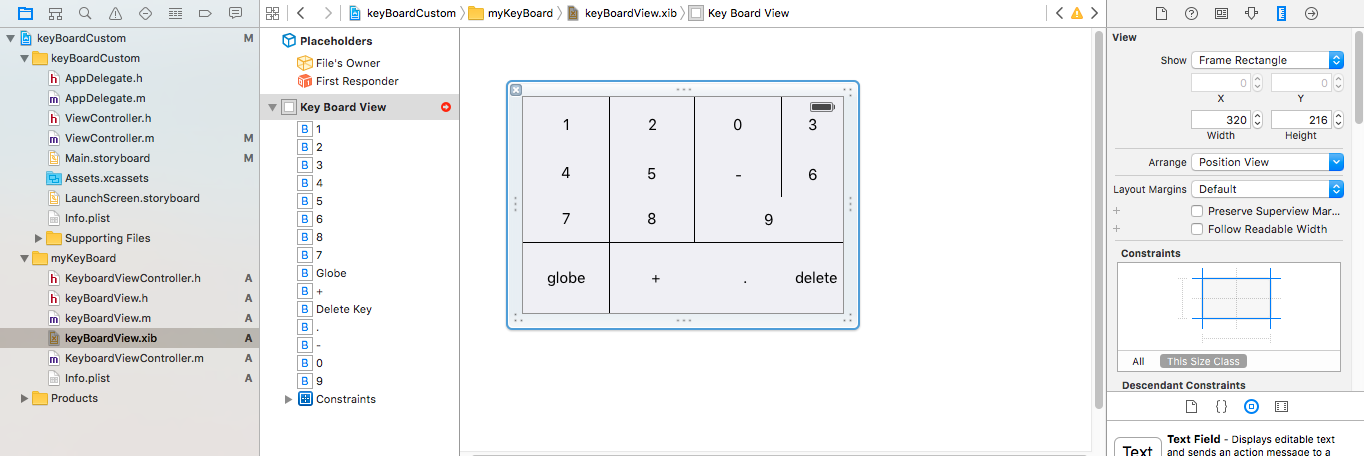 keyBoardCustom M
keyBoardCustom
AppDelegate.h
AppDelegate.m
ViewController.h
ViewController.m M
Main.storyboard M
Assets.xcassets
LaunchScreen.storyboard
Info.plist
Supporting Files
myKeyBoard
KeyboardViewController.h A
keyBoardView.h A
keyBoardView.m A
keyBoardView.xib A
KeyboardViewController.m A
Info.plist A
Products
keyBoardCustom myKeyBoard keyBoardView.xib Key Board View
Placeholders
File's Owner
First Responder
Key Board View
B 1
B 2
B 3
B 4
B 5
B 6
B 8
B 7
B Globe
B +
B Delete Key
B .
B -
B 0
B 9
Constraints
1 2 0 3
4 5 - 6
7 8 9
globe + . delete
View
Show Frame Rectangle
0 0
X Y
320 216
Width Height
Arrange Position View
Layout Margins Default
Preserve Superview Mar...
Follow Readable Width
Constraints
All This Size Class
Descendant Constraints
Text
Text Field - Displays editable text
and sends an action message to a